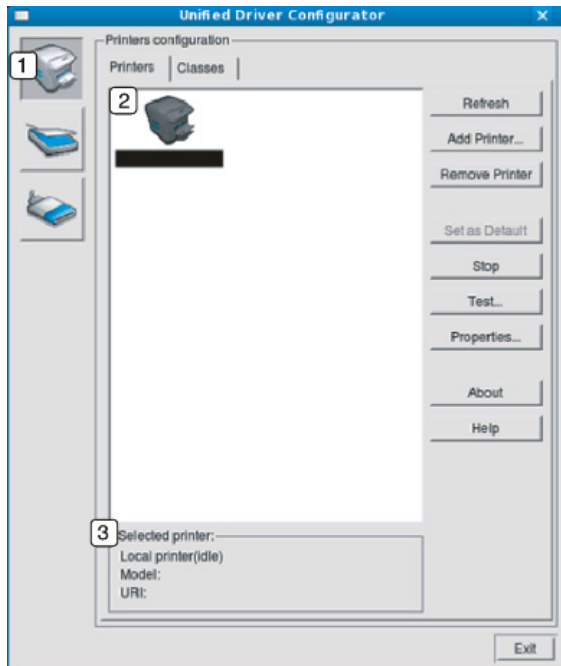 Unified Driver Configurator
Printers configuration
1
Printers Classes
2
Refresh
Add Printer...
Remove Printer
Set as Default
Stop
Test...
Properties...
About
Help
3
Selected printer:
Local printer(idle)
Model:
URI:
Exit